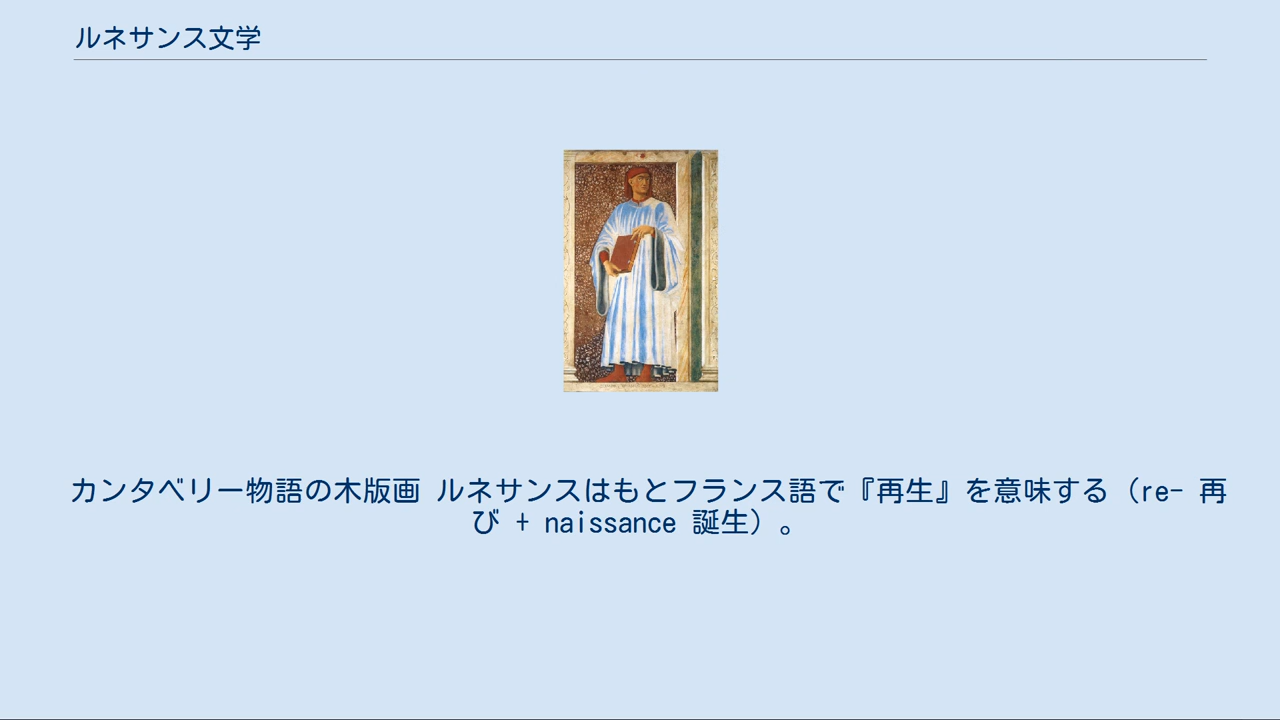 ルネサンス文学
カンタベリー物語の木版画 ルネサンスはもとフランス語で『再生』を意味する（re- 再
び + naissance 誕生）。